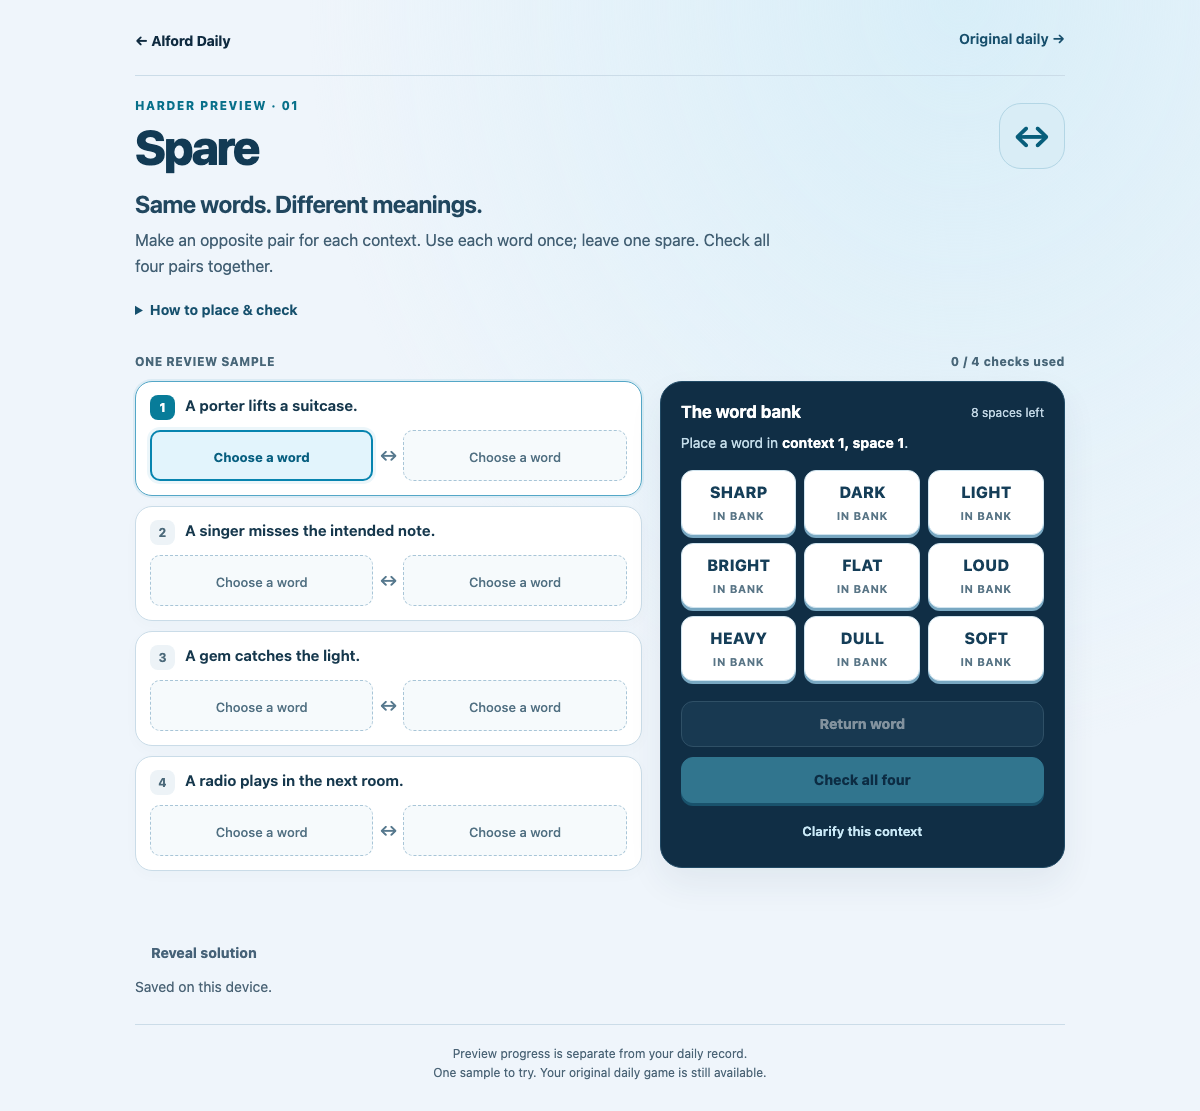 ← Alford Daily
Original daily →
HARDER PREVIEW · 01
Spare
Same words. Different meanings.
Make an opposite pair for each context. Use each word once; leave one spare. Check all
four pairs together.
▶ How to place & check
ONE REVIEW SAMPLE
0 / 4 checks used
1 A porter lifts a suitcase.
Choose a word ↔ Choose a word
2 A singer misses the intended note.
Choose a word ↔ Choose a word
3 A gem catches the light.
Choose a word ↔ Choose a word
4 A radio plays in the next room.
Choose a word ↔ Choose a word
The word bank
8 spaces left
Place a word in context 1, space 1.
SHARP DARK LIGHT
IN BANK IN BANK IN BANK
BRIGHT FLAT LOUD
IN BANK IN BANK IN BANK
HEAVY DULL SOFT
IN BANK IN BANK IN BANK
Return word
Check all four
Clarify this context
Reveal solution
Saved on this device.
Preview progress is separate from your daily record.
One sample to try. Your original daily game is still available.